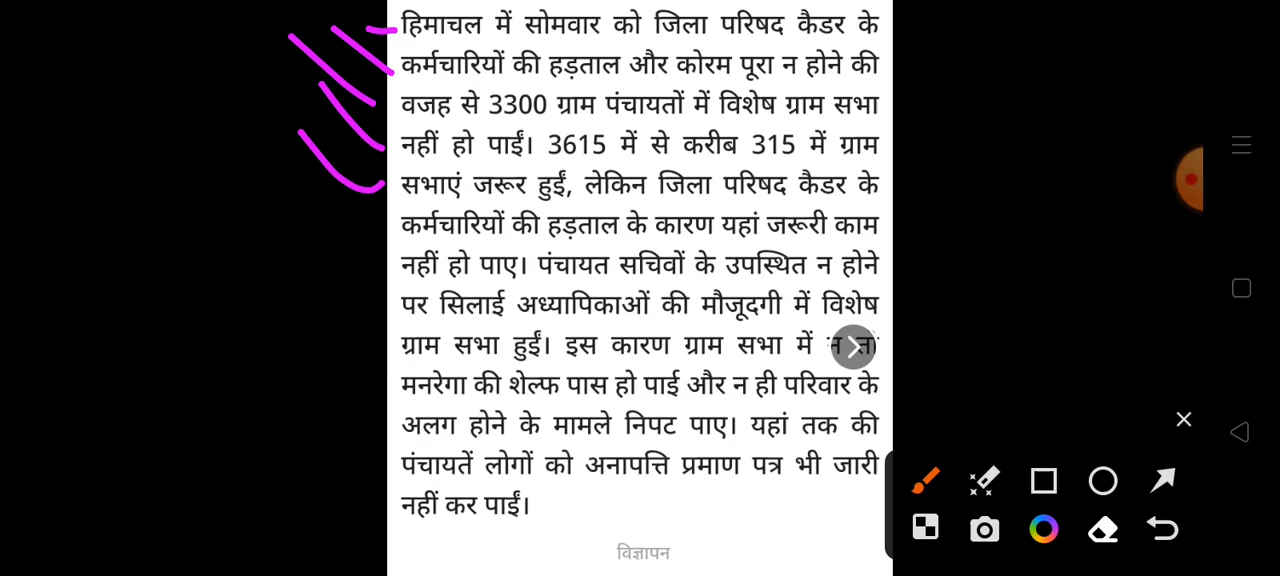 हिमाचल में सोमवार को जिला परिषद कैडर के
कर्मचारियों की हड़ताल और कोरम पूरा न होने की
वजह से 3300 ग्राम पंचायतों में विशेष ग्राम सभा
नहीं हो पाईं। 3615 में से करीब 315 में ग्राम
सभाएं जरूर हुईं, लेकिन जिला परिषद कैडर के
कर्मचारियों की हड़ताल के कारण यहां जरूरी काम
नहीं हो पाए। पंचायत सचिवों के उपस्थित न होने
पर सिलाई अध्यापिकाओं की मौजूदगी में विशेष
ग्राम सभा हुईं। इस कारण ग्राम सभा में न तो
मनरेगा की शेल्फ पास हो पाई और न ही परिवार के
अलग होने के मामले निपट पाए। यहां तक की
पंचायतें लोगों को अनापत्ति प्रमाण पत्र भी जारी
नहीं कर पाईं।
विज्ञापन